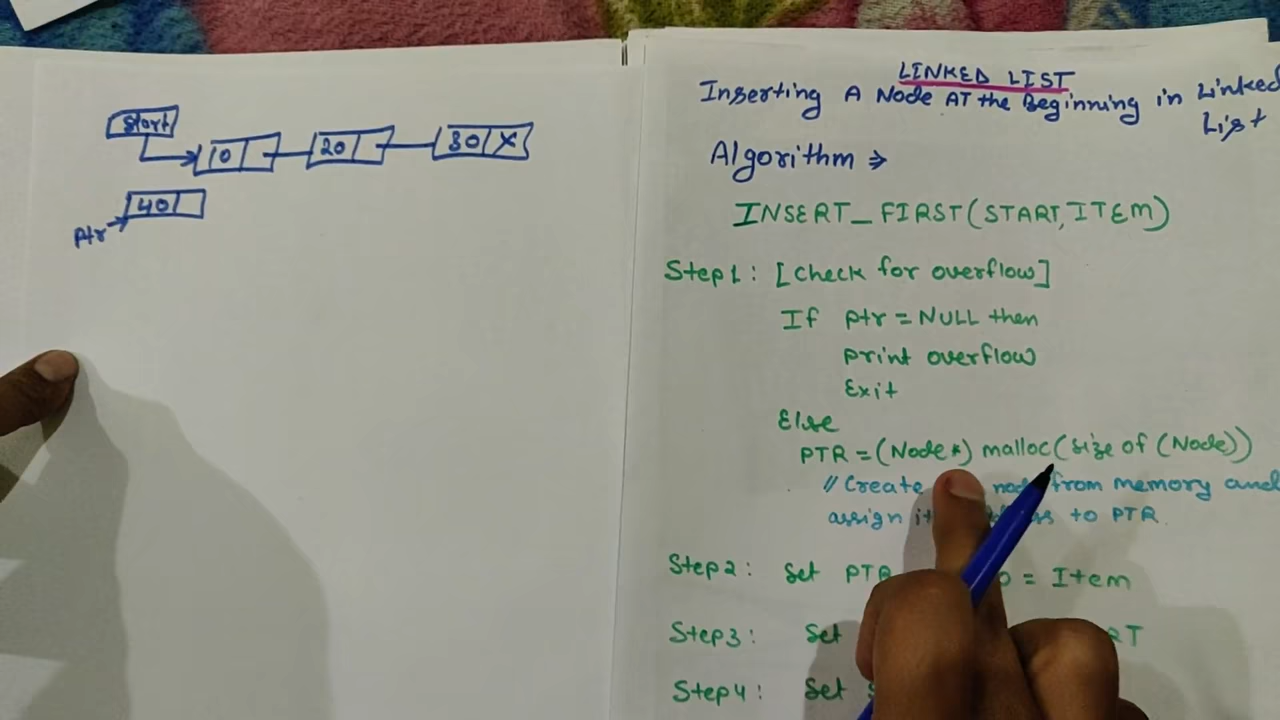 Start
10 20 30 X
40
Ptr
LINKED LIST
Inserting A Node AT the Beginning in Linked
List
Algorithm ⇒
INSERT_FIRST(START, ITEM)
Step1: [Check for overflow]
If Ptr = NULL then
Print overflow
Exit
Else
PTR = (Node*) malloc(size of (Node))
// Create from memory and
assign to PTR
Step2: Set PTR = Item
Step3: Set
Step4: Set